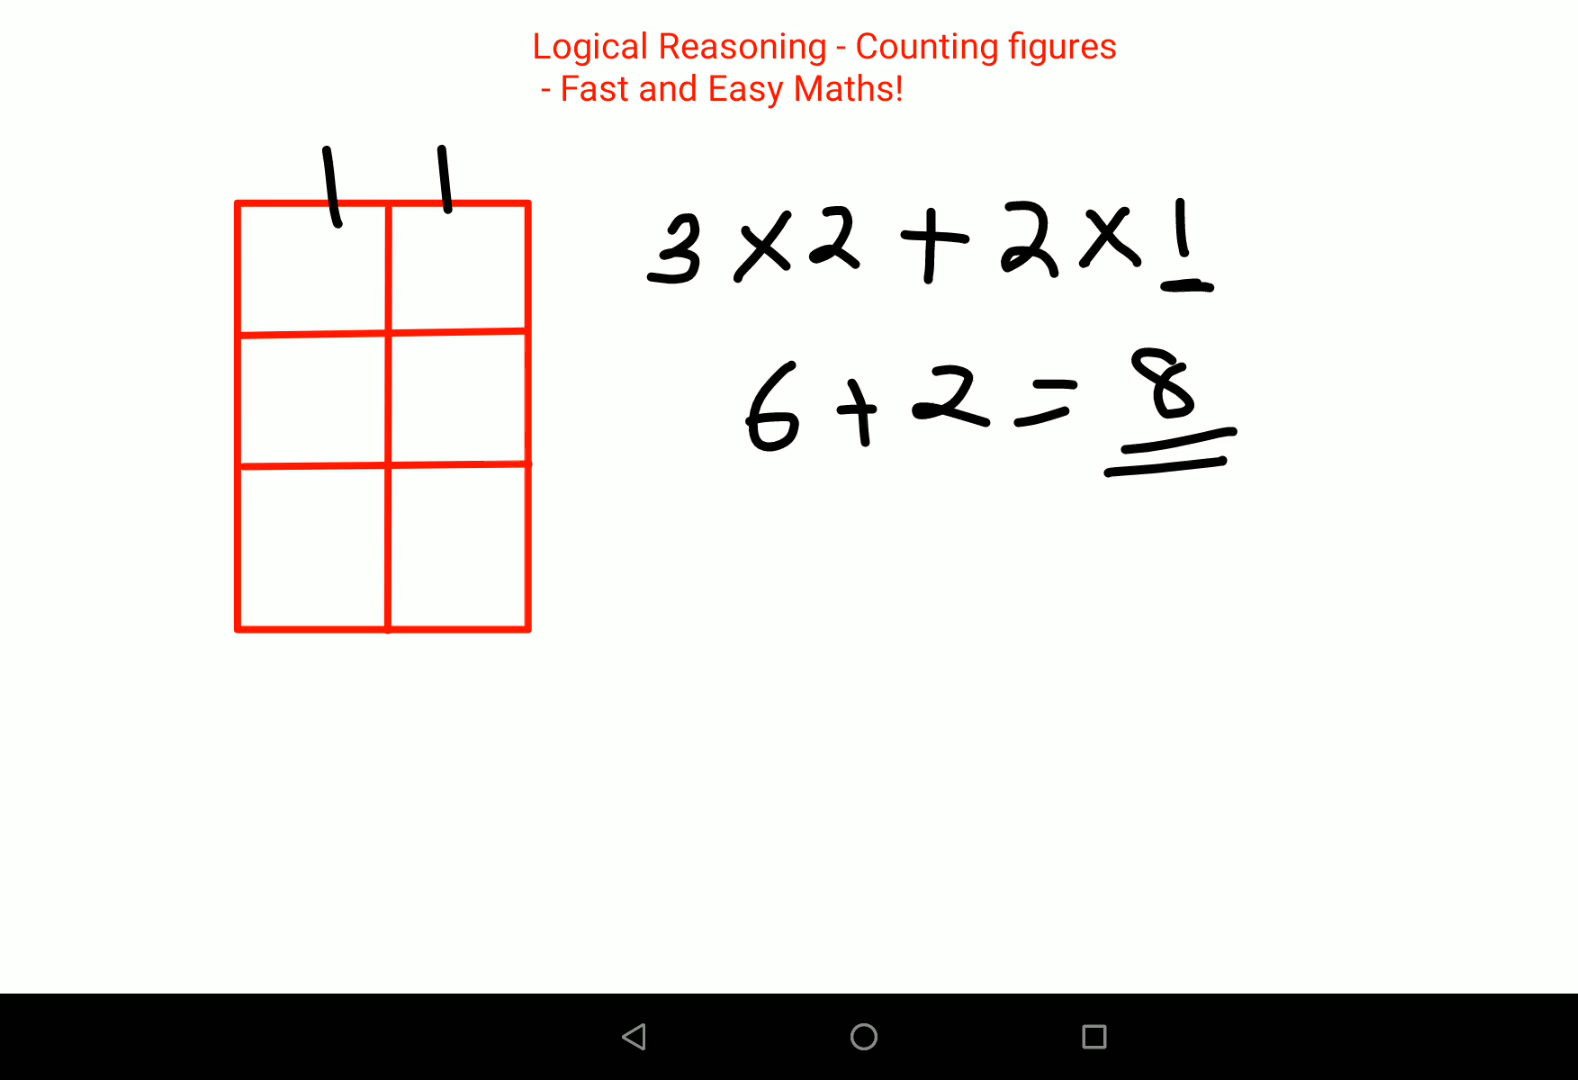 Logical Reasoning - Counting figures
- Fast and Easy Maths!
1 1
3 × 2 + 2 × 1
6 + 2 = 8